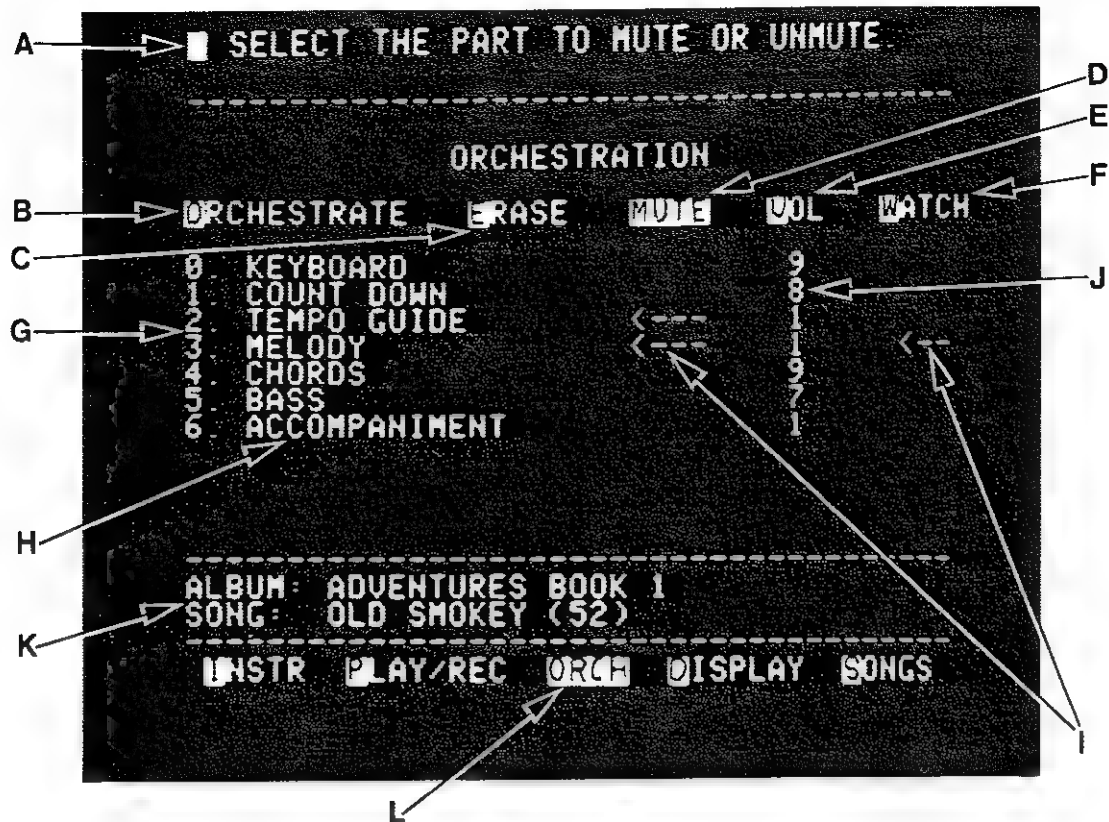 A
SELECT THE PART TO MUTE OR UNMUTE.
D
E
ORCHESTRATION
F
B
ORCHESTRATE ERASE MUTE VOL WATCH
C
0. KEYBOARD 9
1. COUNT DOWN 8
J
G
2. TEMPO GUIDE <--- 1
3. MELODY <--- 1 <--
4. CHORDS 9
5. BASS 7
6. ACCOMPANIMENT 1
H
ALBUM: ADVENTURES BOOK 1
SONG: OLD SMOKEY (52)
K
INSTR PLAY/REC ORCH DISPLAY SONGS
I
L